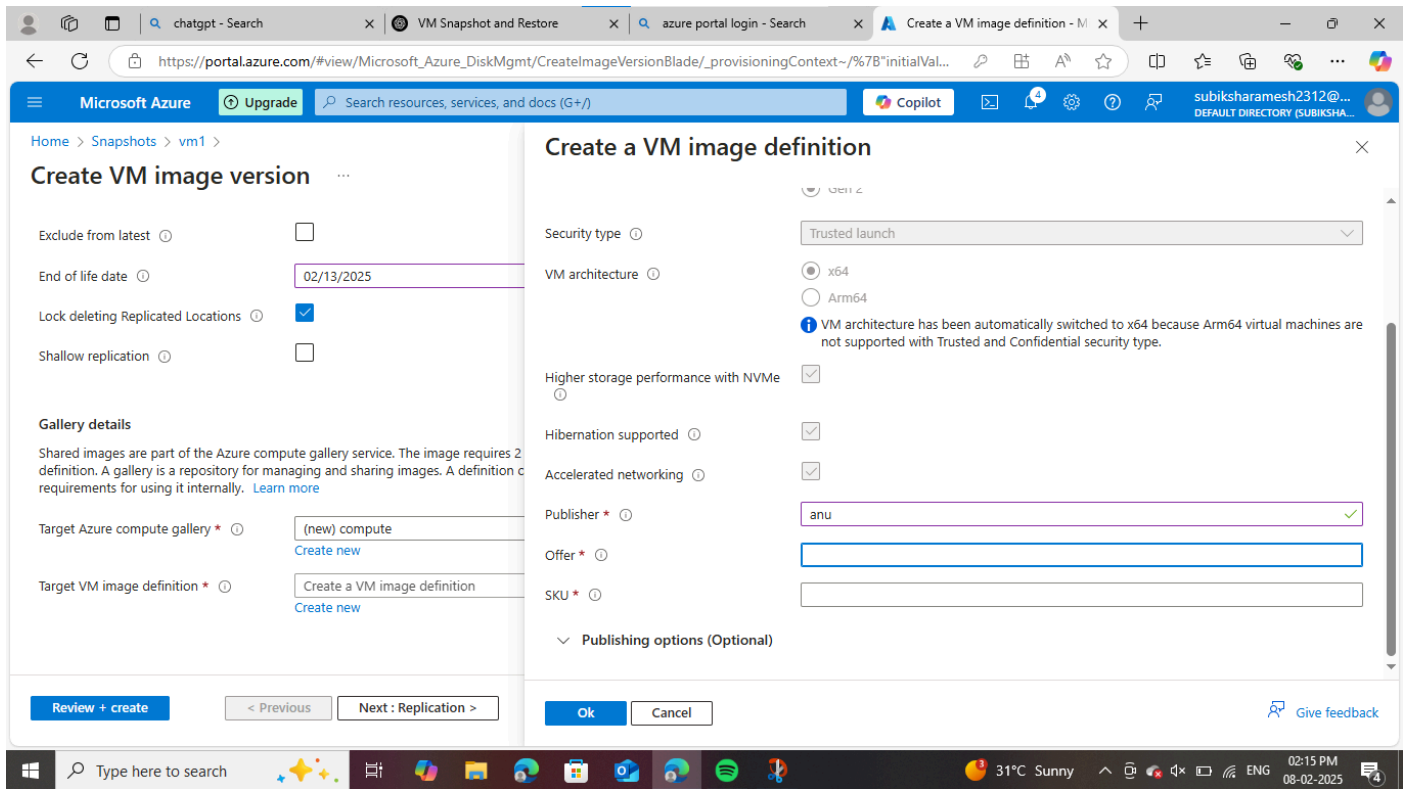 chatgpt - Search
VM Snapshot and Restore
azure portal login - Search
Create a VM image definition - M
https://portal.azure.com/#view/Microsoft_Azure_DiskMgmt/CreateImageVersionBlade/_provisioningContext~/%7B"initialVal...
Microsoft Azure
Upgrade
Search resources, services, and docs (G+/)
Copilot
4
subiksharamesh2312@...
DEFAULT DIRECTORY (SUBIKSHA...
Home > Snapshots > vm1 >
Create VM image version ...
Exclude from latest
End of life date
02/13/2025
Lock deleting Replicated Locations
Shallow replication
Gallery details
Shared images are part of the Azure compute gallery service. The image requires 2
definition. A gallery is a repository for managing and sharing images. A definition c
requirements for using it internally. Learn more
Target Azure compute gallery *
(new) compute
Create new
Target VM image definition *
Create a VM image definition
Create new
Review + create
< Previous
Next : Replication >
Create a VM image definition
Gen 2
Security type
Trusted launch
VM architecture
x64
Arm64
VM architecture has been automatically switched to x64 because Arm64 virtual machines are
not supported with Trusted and Confidential security type.
Higher storage performance with NVMe
Hibernation supported
Accelerated networking
Publisher *
anu
Offer *
SKU *
Publishing options (Optional)
Ok
Cancel
Give feedback
Type here to search
3
31°C Sunny
ENG
02:15 PM
08-02-2025
4